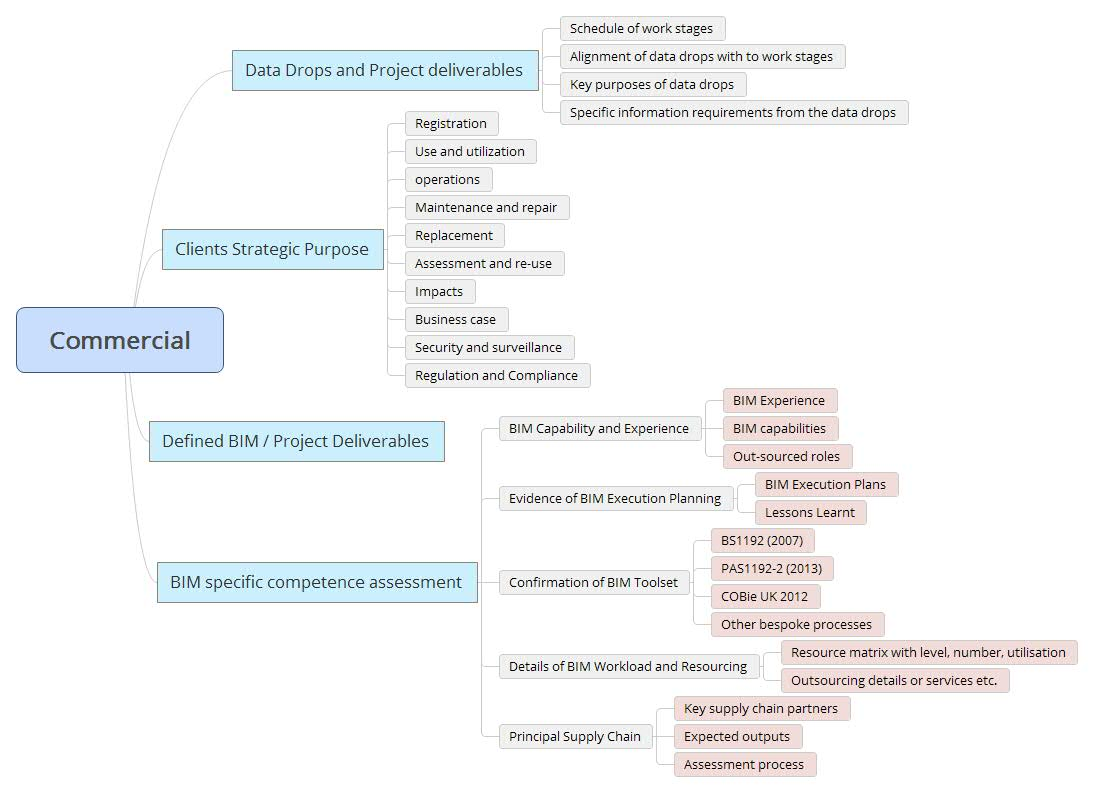 Commercial
Data Drops and Project deliverables
Schedule of work stages
Alignment of data drops with to work stages
Key purposes of data drops
Specific information requirements from the data drops
Clients Strategic Purpose
Registration
Use and utilization
operations
Maintenance and repair
Replacement
Assessment and re-use
Impacts
Business case
Security and surveillance
Regulation and Compliance
Defined BIM / Project Deliverables
BIM specific competence assessment
BIM Capability and Experience
BIM Experience
BIM capabilities
Out-sourced roles
Evidence of BIM Execution Planning
BIM Execution Plans
Lessons Learnt
Confirmation of BIM Toolset
BS1192 (2007)
PAS1192-2 (2013)
COBie UK 2012
Other bespoke processes
Details of BIM Workload and Resourcing
Resource matrix with level, number, utilisation
Outsourcing details or services etc.
Principal Supply Chain
Key supply chain partners
Expected outputs
Assessment process